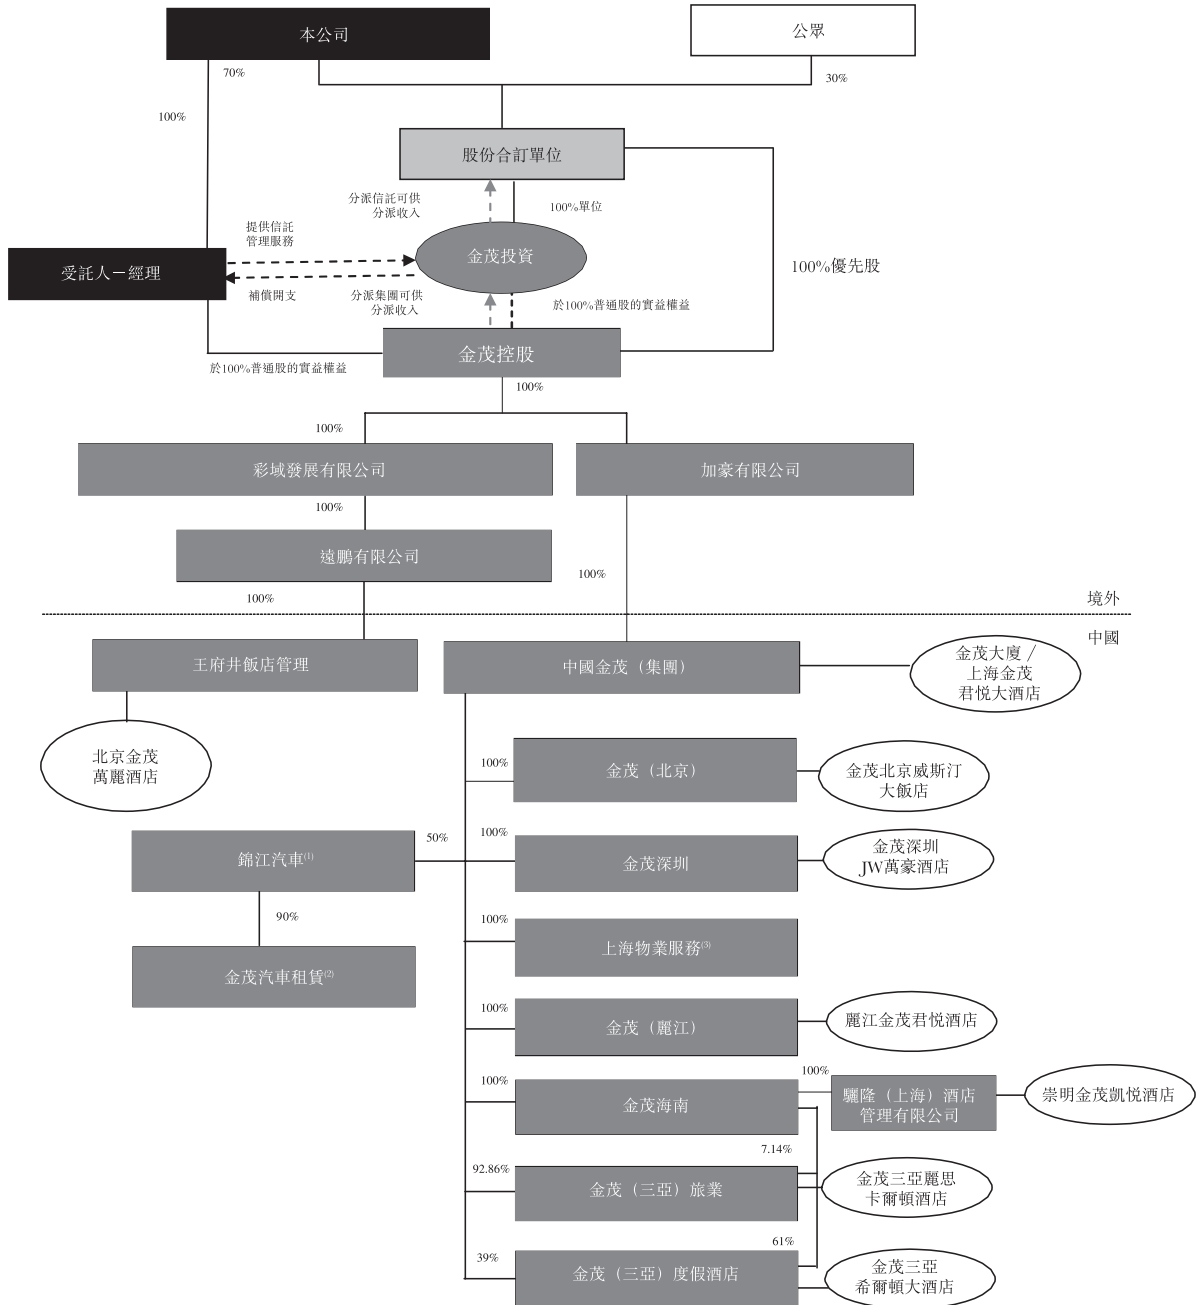 本公司
公眾
70%
30%
100%
股份合訂單位
分派信託可供
分派收入
100%單位
提供信託
管理服務
金茂投資
受託人－經理
100%優先股
補償開支
分派集團可供
分派收入
於100%普通股的實益權益
金茂控股
於100%普通股的實益權益
100%
100%
彩域發展有限公司
加豪有限公司
100%
遠鵬有限公司
100%
100%
境外
中國
王府井飯店管理
中國金茂（集團）
金茂大廈 /
上海金茂
君悅大酒店
北京金茂
萬麗酒店
100%
金茂（北京）
金茂北京威斯汀
大飯店
50%
100%
錦江汽車(1)
金茂深圳
金茂深圳
JW萬豪酒店
90%
100%
上海物業服務(3)
金茂汽車租賃(2)
100%
金茂（麗江）
麗江金茂君悅酒店
100%
100%
金茂海南
驪隆（上海）酒店
管理有限公司
崇明金茂凱悅酒店
7.14%
92.86%
金茂（三亞）旅業
金茂三亞麗思
卡爾頓酒店
61%
39%
金茂（三亞）度假酒店
金茂三亞
希爾頓大酒店